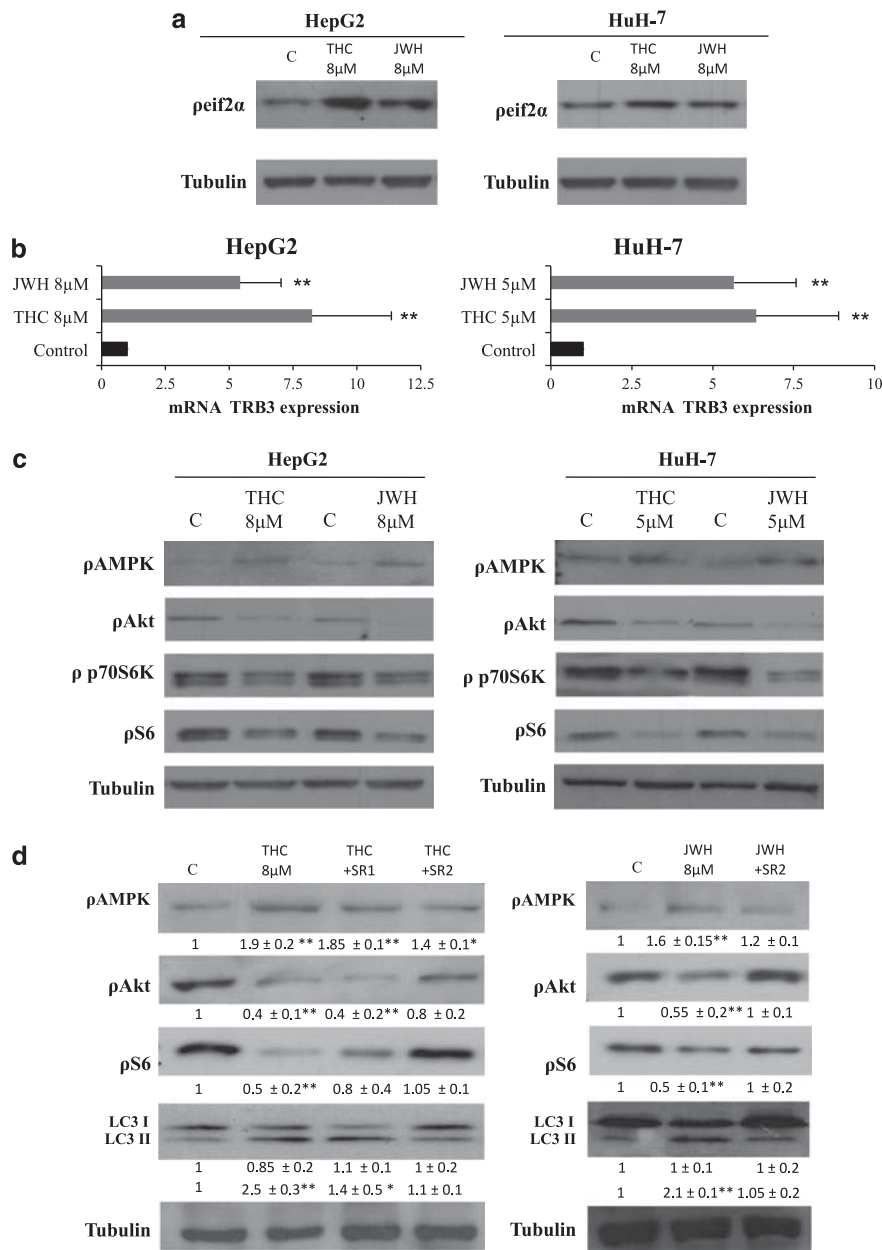 a
HepG2
HuH-7
C THC 8µM JWH 8µM
C THC 8µM JWH 8µM
ρeif2α
ρeif2α
Tubulin
Tubulin
b
HepG2
HuH-7
JWH 8µM **
THC 8µM **
Control
0 2.5 5 7.5 10 12.5
mRNA TRB3 expression
JWH 5µM **
THC 5µM **
Control
0 2.5 5 7.5 10
mRNA TRB3 expression
c
HepG2
HuH-7
C THC 8µM C JWH 8µM
C THC 5µM C JWH 5µM
ρAMPK
ρAkt
ρ p70S6K
ρS6
Tubulin
ρAMPK
ρAkt
ρ p70S6K
ρS6
Tubulin
d
C THC 8µM THC +SR1 THC +SR2
ρAMPK
1 1.9 ± 0.2 ** 1.85 ± 0.1 ** 1.4 ± 0.1 *
ρAkt
1 0.4 ± 0.1 ** 0.4 ± 0.2 ** 0.8 ± 0.2
ρS6
1 0.5 ± 0.2 ** 0.8 ± 0.4 1.05 ± 0.1
LC3 I
LC3 II
1 0.85 ± 0.2 1.1 ± 0.1 1 ± 0.2
1 2.5 ± 0.3 ** 1.4 ± 0.5 * 1.1 ± 0.1
Tubulin
C JWH 8µM JWH +SR2
ρAMPK
1 1.6 ± 0.15 ** 1.2 ± 0.1
ρAkt
1 0.55 ± 0.2 ** 1 ± 0.1
ρS6
1 0.5 ± 0.1 ** 1 ± 0.2
LC3 I
LC3 II
1 1 ± 0.1 1 ± 0.2
1 2.1 ± 0.1 ** 1.05 ± 0.2
Tubulin